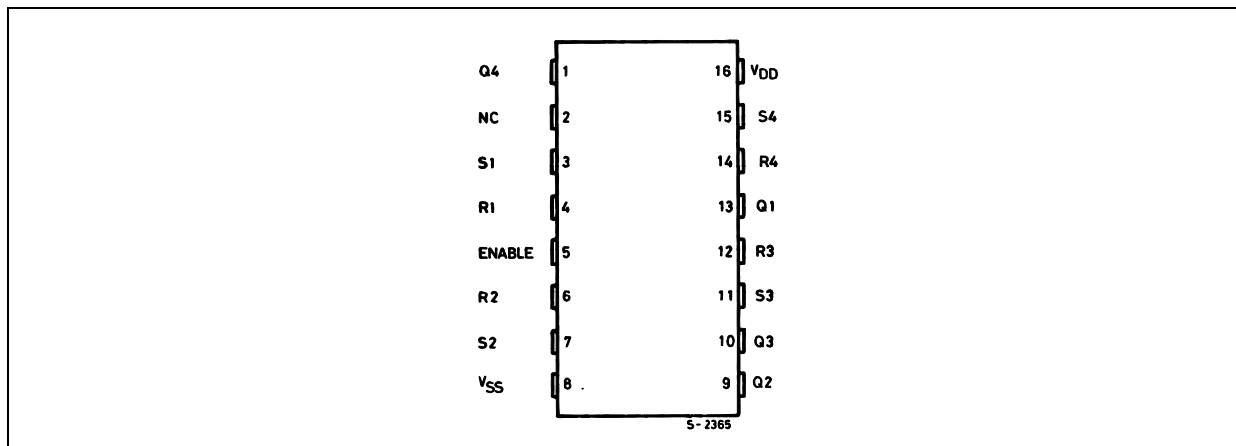 Q4 1 16 VDD
NC 2 15 S4
S1 3 14 R4
R1 4 13 Q1
ENABLE 5 12 R3
R2 6 11 S3
S2 7 10 Q3
VSS 8 9 Q2
S-2365